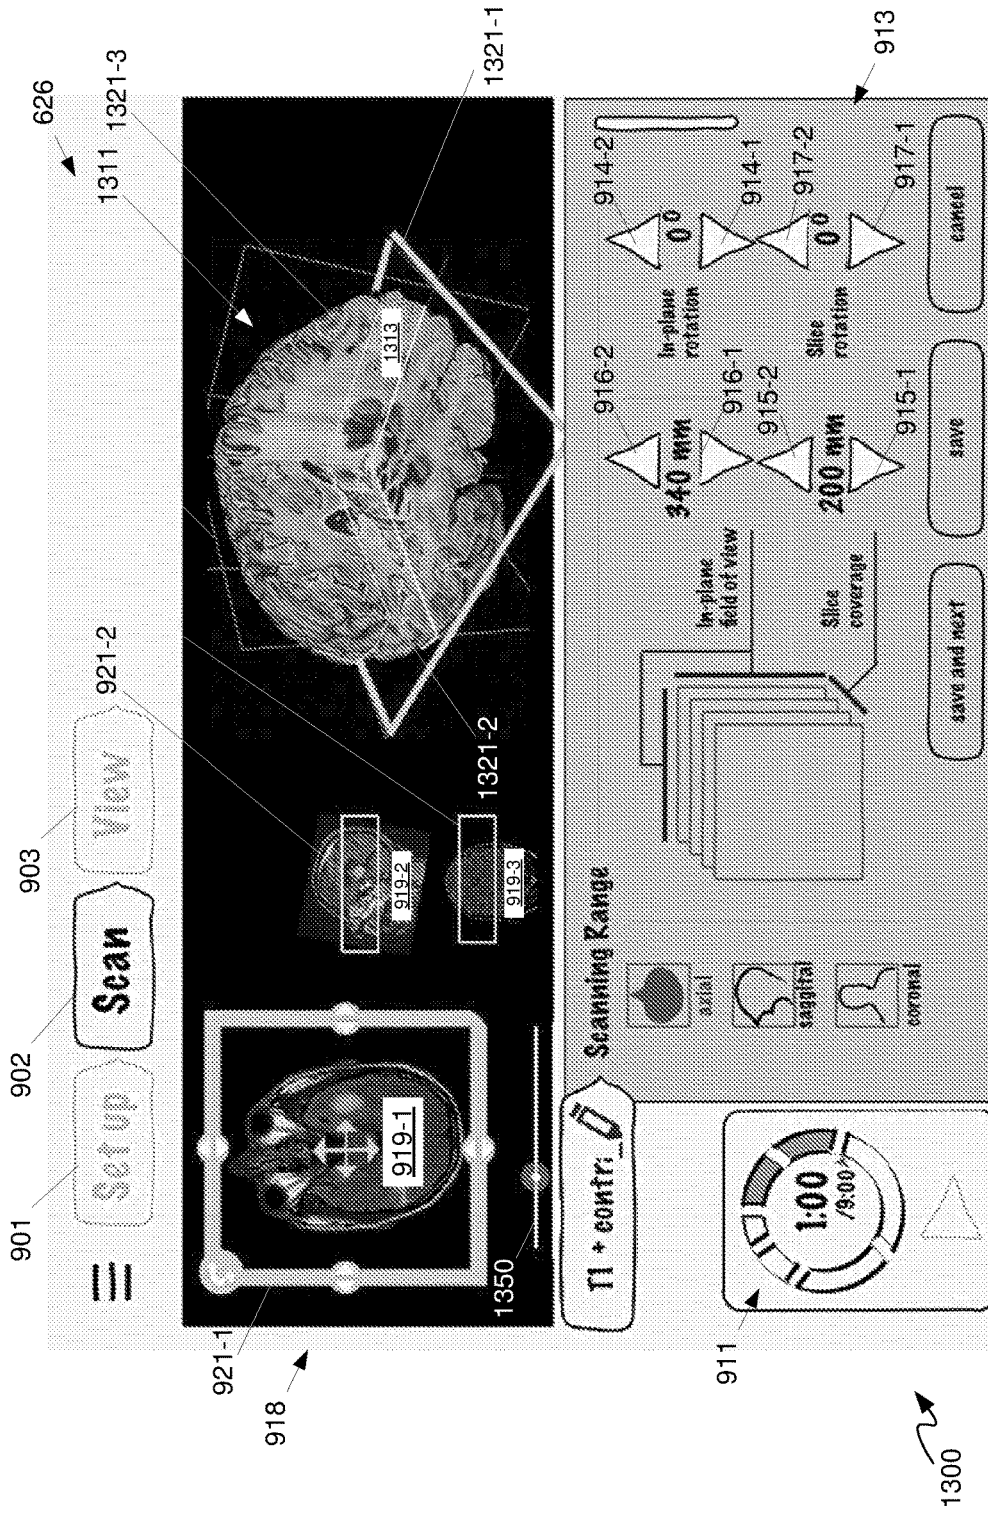 626
1311
1321-3
1321-1
921-2
903
902
901
Set up
Scan
View
1313
919-1
919-2
919-3
1321-2
921-1
918
1350
T1 + contr
Scanning Range
axial
saggital
coronal
In-plane
field of view
Slice
coverage
340 mm
200 mm
916-2
916-1
915-2
915-1
In-plane
rotation
Slice
rotation
0°
0°
914-2
914-1
917-2
917-1
913
1:00
/9:00
911
save and next
save
cancel
1300